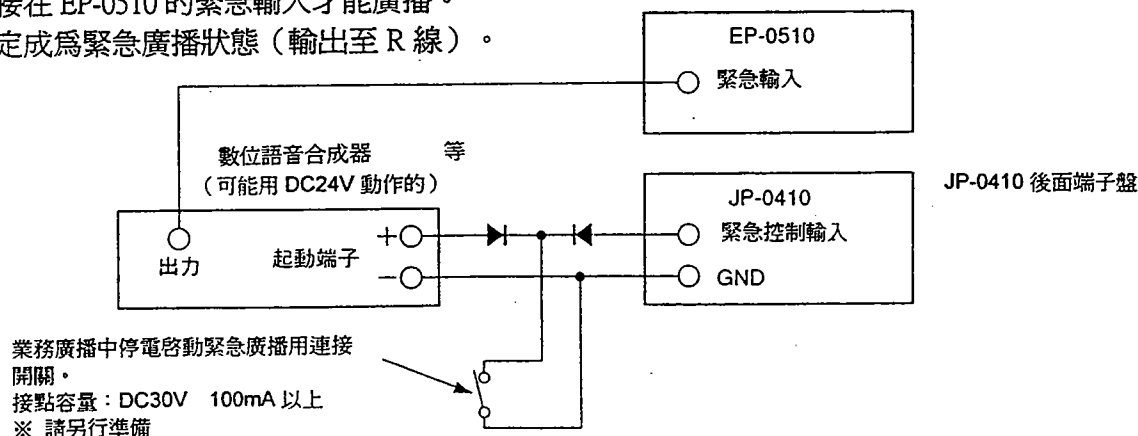 接在 EP-0510 的緊急輸入才能廣播。
定成爲緊急廣播狀態（輸出至 R 線）。
EP-0510
緊急輸入
數位語音合成器 等
（可能用 DC24V 動作的）
JP-0410 後面端子盤
JP-0410
出力
起動端子
＋
－
緊急控制輸入
GND
業務廣播中停電啓動緊急廣播用連接
開關。
接點容量：DC30V 100mA 以上
※ 請另行準備